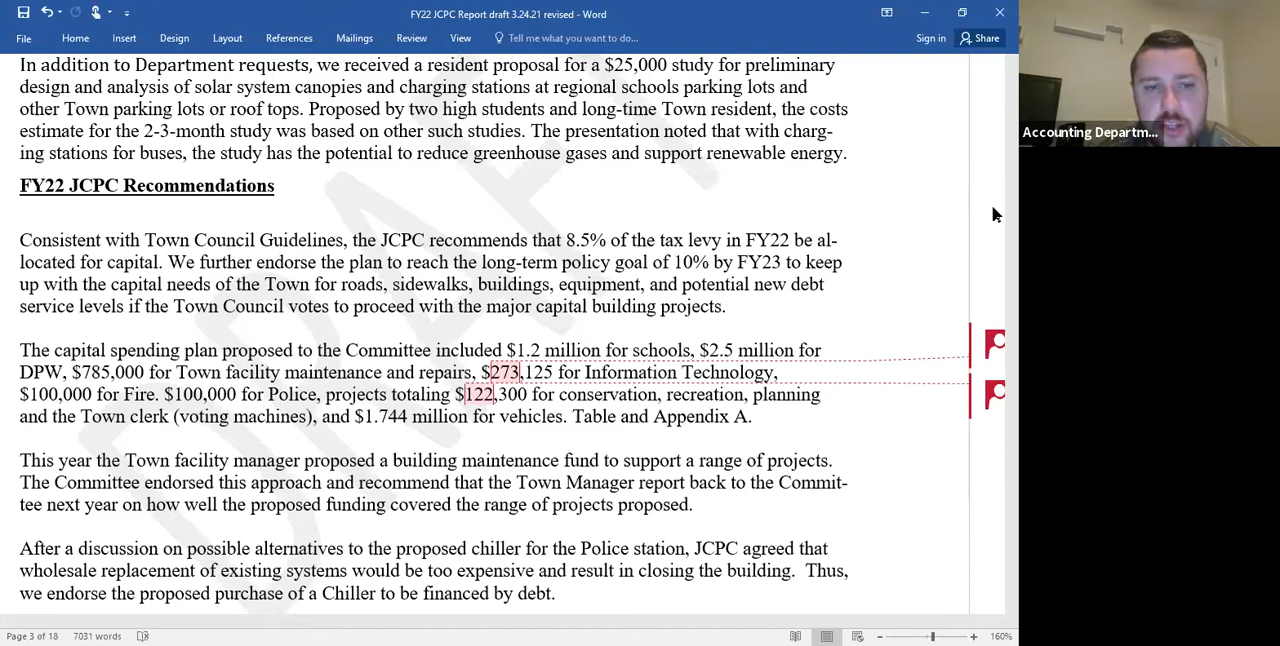 FY22 JCPC Report draft 3.24.21 revised - Word
File Home Insert Design Layout References Mailings Review View Tell me what you want to do... Sign in Share
In addition to Department requests, we received a resident proposal for a $25,000 study for preliminary
design and analysis of solar system canopies and charging stations at regional schools parking lots and
other Town parking lots or roof tops. Proposed by two high students and long-time Town resident, the costs
estimate for the 2-3-month study was based on other such studies. The presentation noted that with charg-
ing stations for buses, the study has the potential to reduce greenhouse gases and support renewable energy.
FY22 JCPC Recommendations
Consistent with Town Council Guidelines, the JCPC recommends that 8.5% of the tax levy in FY22 be al-
located for capital. We further endorse the plan to reach the long-term policy goal of 10% by FY23 to keep
up with the capital needs of the Town for roads, sidewalks, buildings, equipment, and potential new debt
service levels if the Town Council votes to proceed with the major capital building projects.
The capital spending plan proposed to the Committee included $1.2 million for schools, $2.5 million for
DPW, $785,000 for Town facility maintenance and repairs, $273,125 for Information Technology,
$100,000 for Fire. $100,000 for Police, projects totaling $122,300 for conservation, recreation, planning
and the Town clerk (voting machines), and $1.744 million for vehicles. Table and Appendix A.
This year the Town facility manager proposed a building maintenance fund to support a range of projects.
The Committee endorsed this approach and recommend that the Town Manager report back to the Commit-
tee next year on how well the proposed funding covered the range of projects proposed.
After a discussion on possible alternatives to the proposed chiller for the Police station, JCPC agreed that
wholesale replacement of existing systems would be too expensive and result in closing the building.  Thus,
we endorse the proposed purchase of a Chiller to be financed by debt.
DRAFT
Page 3 of 18 7031 words 160%
Accounting Departm...